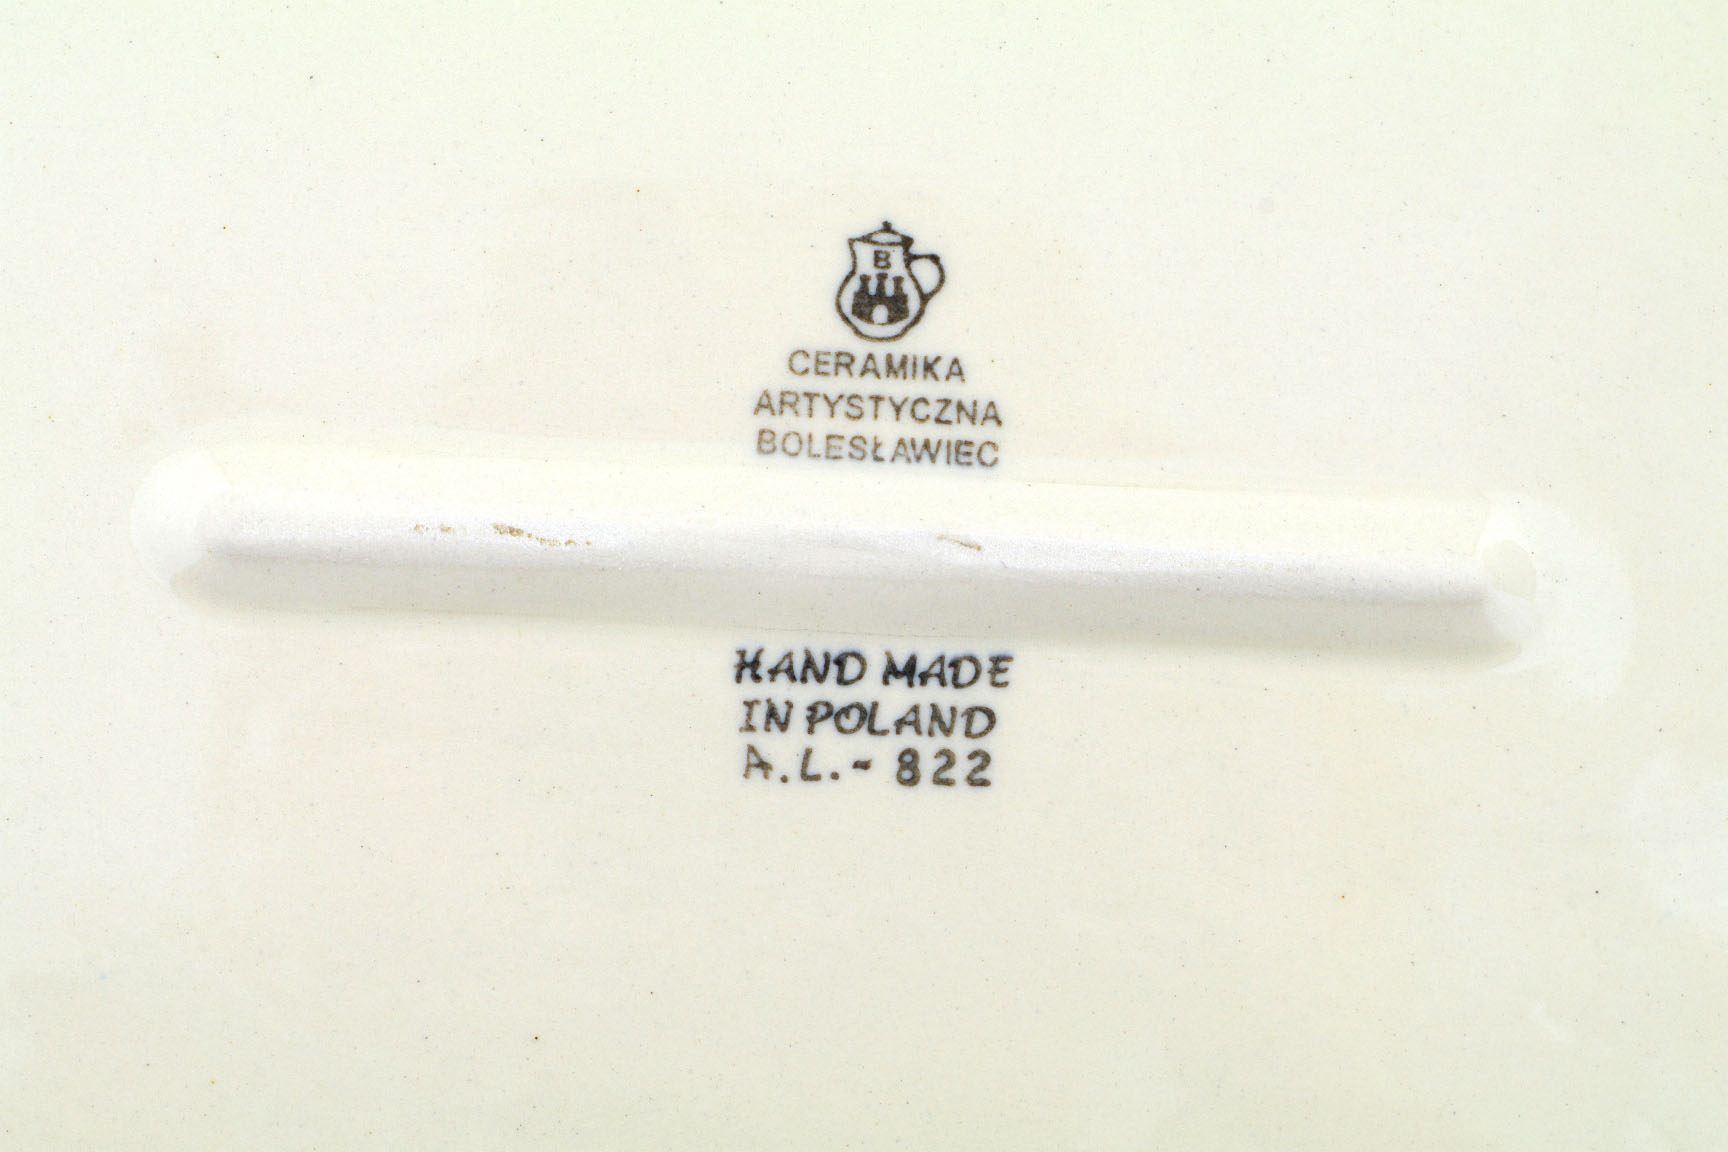 B
CERAMIKA
ARTYSTYCZNA
BOLESŁAWIEC
HAND MADE
IN POLAND
A.L.- 822